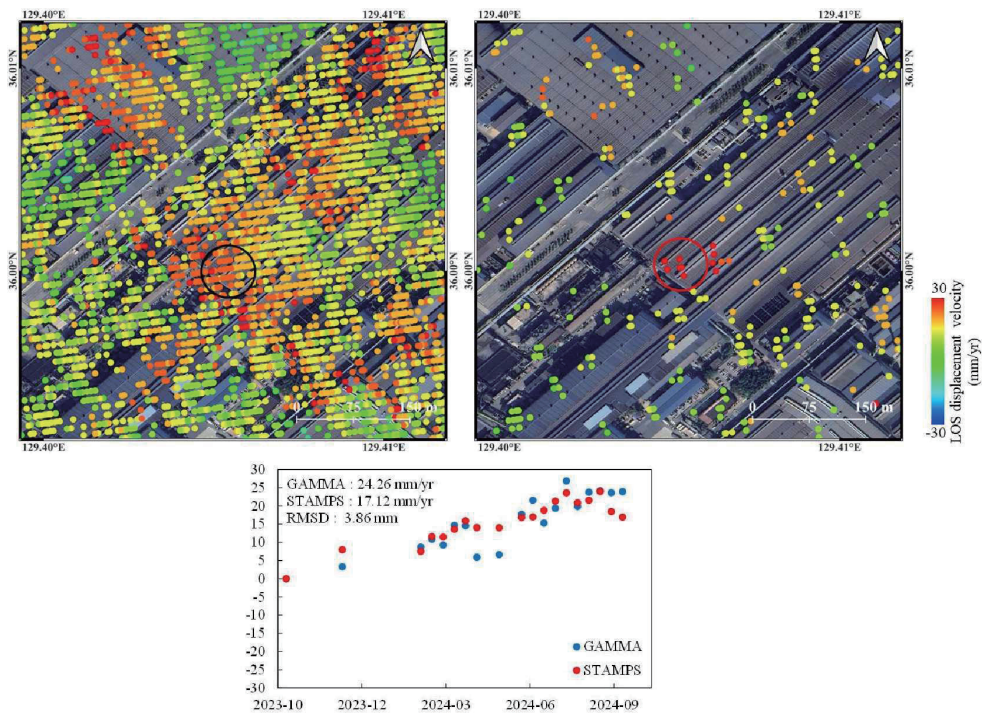 129.40°E
129.41°E
129.40°E
129.41°E
36.01°N
36.01°N
36.01°N
36.00°N
36.00°N
36.00°N
0 75 150 m
0 75 150 m
129.40°E
129.41°E
129.40°E
129.41°E
30
-30
LOS displacement velocity
(mm/yr)
GAMMA : 24.26 mm/yr
STAMPS : 17.12 mm/yr
RMSD : 3.86 mm
30
25
20
15
10
5
0
-5
10
-15
-20
-25
-30
GAMMA
STAMPS
2023-10
2023-12
2024-03
2024-06
2024-09